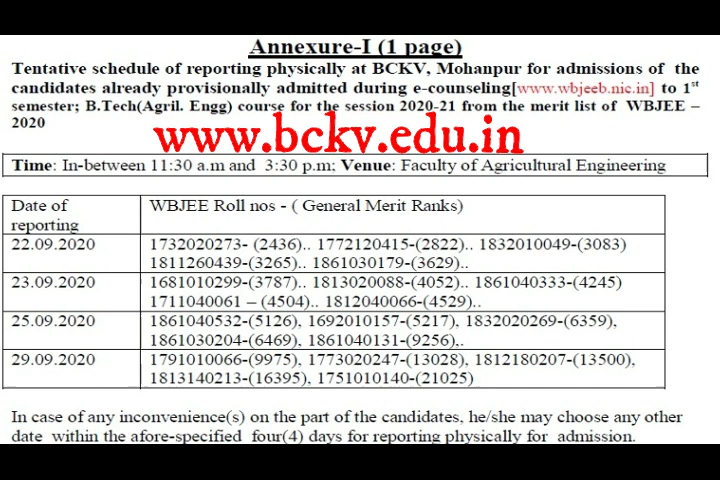 Annexure-I (1 page)
Tentative schedule of reporting physically at BCKV, Mohanpur for admissions of the
candidates already provisionally admitted during e-counseling[www.wbjeeb.nic.in] to 1st
semester; B.Tech(Agril. Engg) course for the session 2020-21 from the merit list of WBJEE –
2020
www.bckv.edu.in
Time: In-between 11:30 a.m and 3:30 p.m; Venue: Faculty of Agricultural Engineering
Date of reporting WBJEE Roll nos - ( General Merit Ranks)
22.09.2020 1732020273- (2436).. 1772120415-(2822).. 1832010049-(3083)
1811260439-(3265).. 1861030179-(3629)..
23.09.2020 1681010299-(3787).. 1813020088-(4052).. 1861040333-(4245)
1711040061 – (4504).. 1812040066-(4529)..
25.09.2020 1861040532-(5126), 1692010157-(5217), 1832020269-(6359),
1861030204-(6469), 1861040131-(9256),.
29.09.2020 1791010066-(9975), 1773020247-(13028), 1812180207-(13500),
1813140213-(16395), 1751010140-(21025)
In case of any inconvenience(s) on the part of the candidates, he/she may choose any other
date within the afore-specified four(4) days for reporting physically for admission.